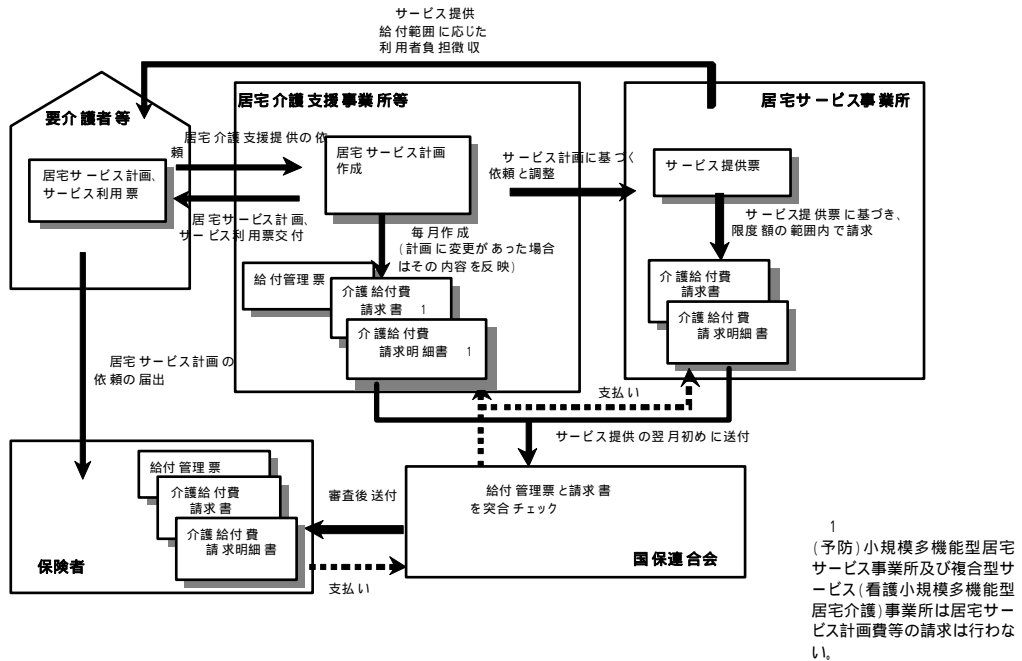 サービス提供
給付範囲に応じた
利用者負担徴収
要介護者等
居宅サービス計画、
サービス利用票
居宅介護支援提供の依
頼
居宅サービス計画、
サービス利用票交付
居宅介護支援事業所等
居宅サービス計画
作成
毎月作成
(計画に変更があった場合
はその内容を反映)
給付管理票
介護給付費
請求書 1
介護給付費
請求明細書 1
サービス計画に基づく
依頼と調整
居宅サービス事業所
サービス提供票
サービス提供票に基づき、
限度額の範囲内で請求
介護給付費
請求書
介護給付費
請求明細書
居宅サービス計画の
依頼の届出
支払い
サービス提供の翌月初めに送付
保険者
給付管理票
介護給付費
請求書
介護給付費
請求明細書
審査後送付
支払い
給付管理票と請求書
を突合チェック
国保連合会
1
(予防)小規模多機能型居宅
サービス事業所及び複合型サ
ービス(看護小規模多機能型
居宅介護)事業所は居宅サー
ビス計画費等の請求は行わな
い。